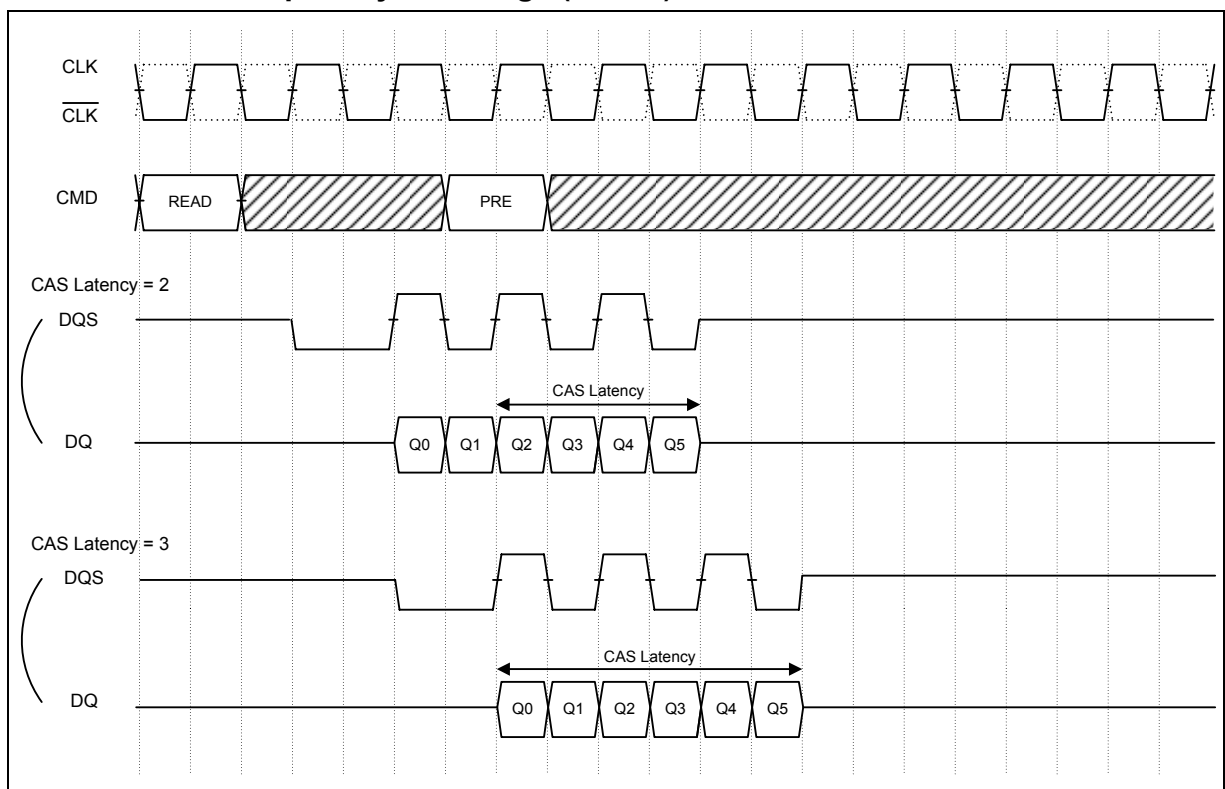 CLK
CLK
CMD
READ
PRE
CAS Latency = 2
DQS
CAS Latency
DQ
Q0 Q1 Q2 Q3 Q4 Q5
CAS Latency = 3
DQS
CAS Latency
DQ
Q0 Q1 Q2 Q3 Q4 Q5